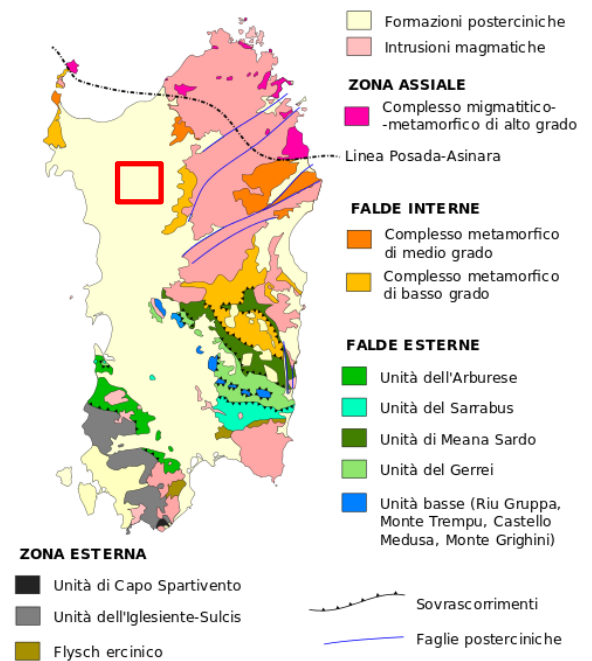 Formazioni posterciniche
Intrusioni magmatiche
ZONA ASSIALE
Complesso migmatitico-
-metamorfico di alto grado
Linea Posada-Asinara
FALDE INTERNE
Complesso metamorfico
di medio grado
Complesso metamorfico
di basso grado
FALDE ESTERNE
Unità dell'Arburese
Unità del Sarrabus
Unità di Meana Sardo
Unità del Gerrei
Unità basse (Riu Gruppa,
Monte Trempu, Castello
Medusa, Monte Grighini)
ZONA ESTERNA
Unità di Capo Spartivento
Unità dell'Iglesiente-Sulcis
Flysch ercinico
Sovrascorrimenti
Faglie posterciniche